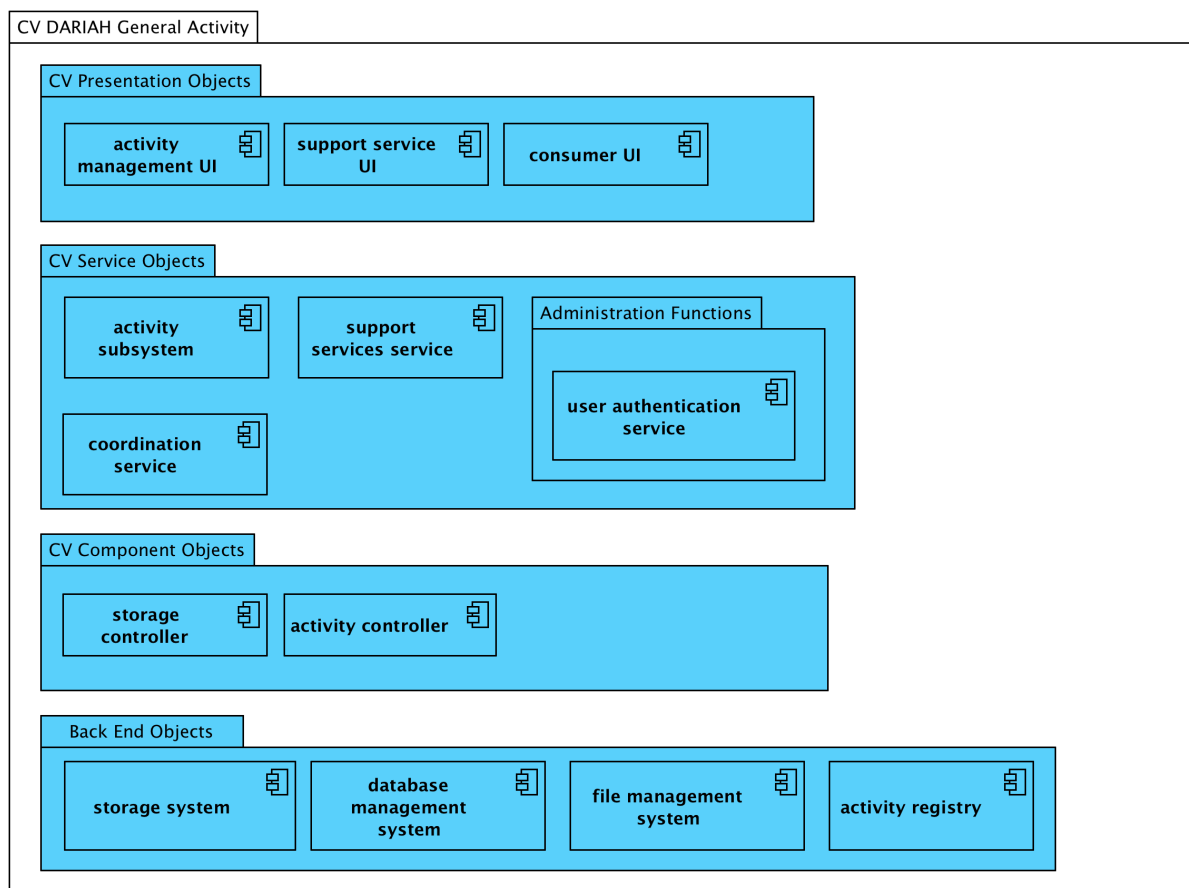 CV DARIAH General Activity
CV Presentation Objects
activity
management UI
support service
UI
consumer UI
CV Service Objects
activity
subsystem
support
services service
Administration Functions
user authentication
service
coordination
service
CV Component Objects
storage
controller
activity controller
Back End Objects
storage system
database
management
system
file management
system
activity registry